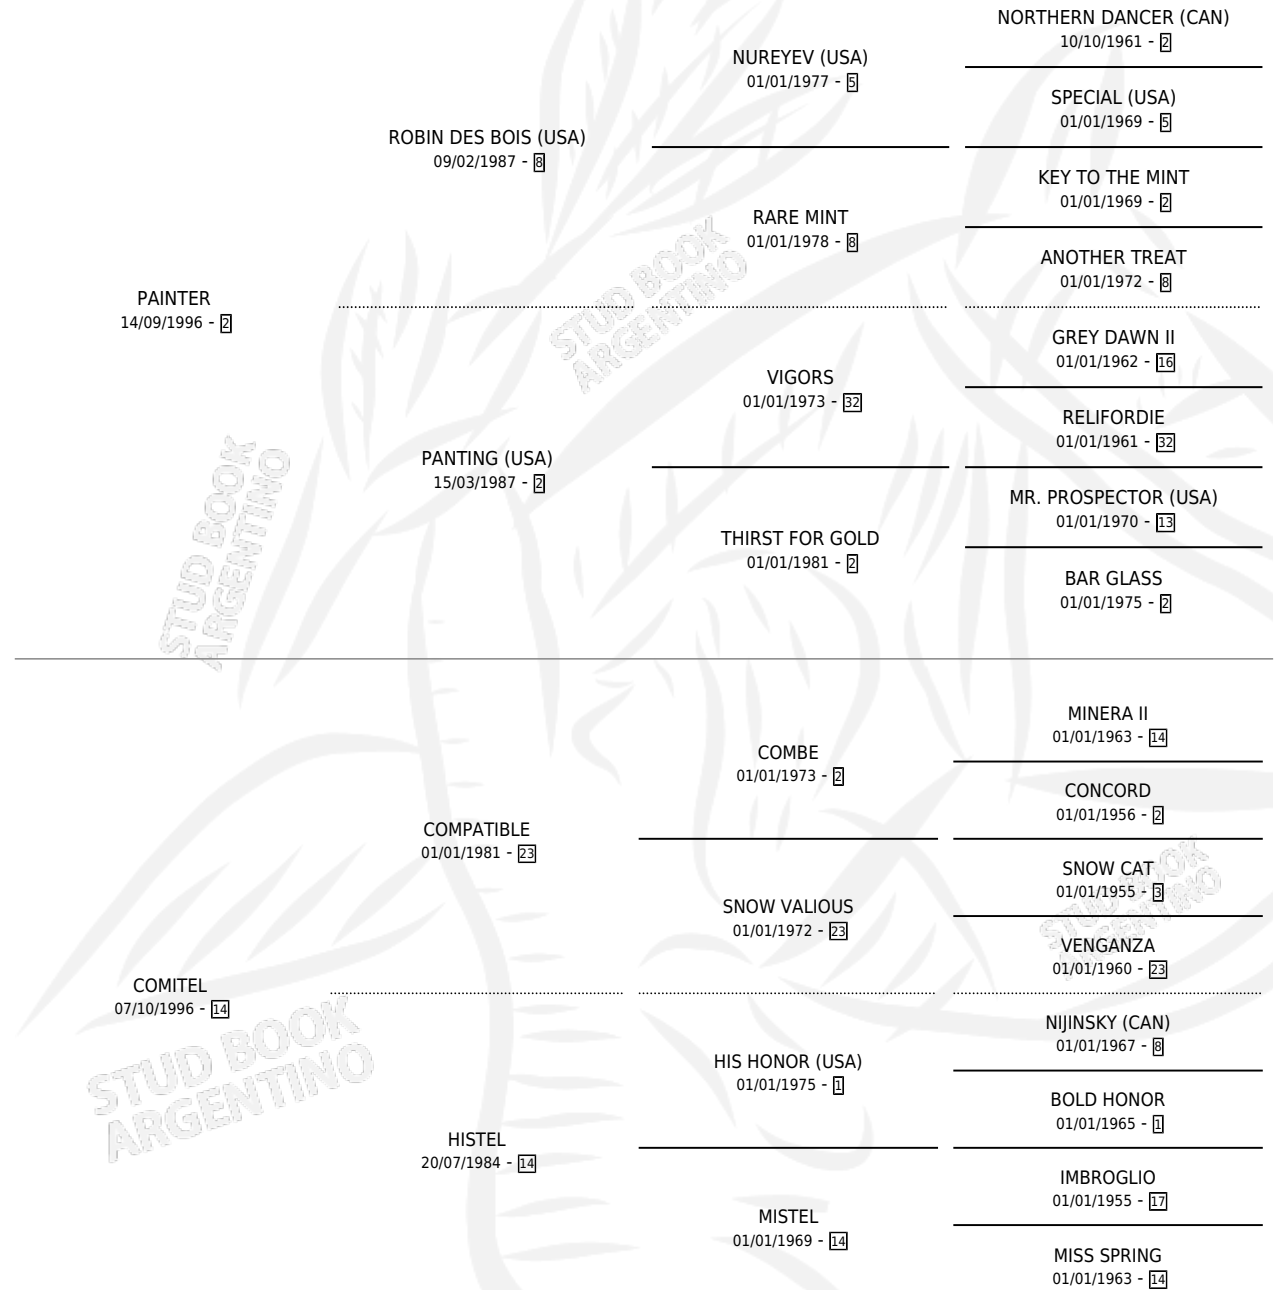 NORTHERN DANCER (CAN)
10/10/1961 - 2
NUREYEV (USA)
01/01/1977 - 5
SPECIAL (USA)
01/01/1969 - 5
ROBIN DES BOIS (USA)
09/02/1987 - 8
KEY TO THE MINT
01/01/1969 - 2
RARE MINT
01/01/1978 - 8
ANOTHER TREAT
01/01/1972 - 8
PAINTER
14/09/1996 - 2
GREY DAWN II
01/01/1962 - 16
VIGORS
01/01/1973 - 32
RELIFORDIE
01/01/1961 - 32
PANTING (USA)
15/03/1987 - 2
MR. PROSPECTOR (USA)
01/01/1970 - 13
THIRST FOR GOLD
01/01/1981 - 2
BAR GLASS
01/01/1975 - 2
MINERA II
01/01/1963 - 14
COMBE
01/01/1973 - 2
CONCORD
01/01/1956 - 2
COMPATIBLE
01/01/1981 - 23
SNOW CAT
01/01/1955 - 3
SNOW VALIOUS
01/01/1972 - 23
VENGANZA
01/01/1960 - 23
COMITEL
07/10/1996 - 14
NIJINSKY (CAN)
01/01/1967 - 8
HIS HONOR (USA)
01/01/1975 - 1
BOLD HONOR
01/01/1965 - 1
HISTEL
20/07/1984 - 14
IMBROGLIO
01/01/1955 - 17
MISTEL
01/01/1969 - 14
MISS SPRING
01/01/1963 - 14
STUD BOOK
ARGENTINO
STUD BOOK
ARGENTINO
STUD BOOK
ARGENTINO
STUD BOOK
ARGENTINO